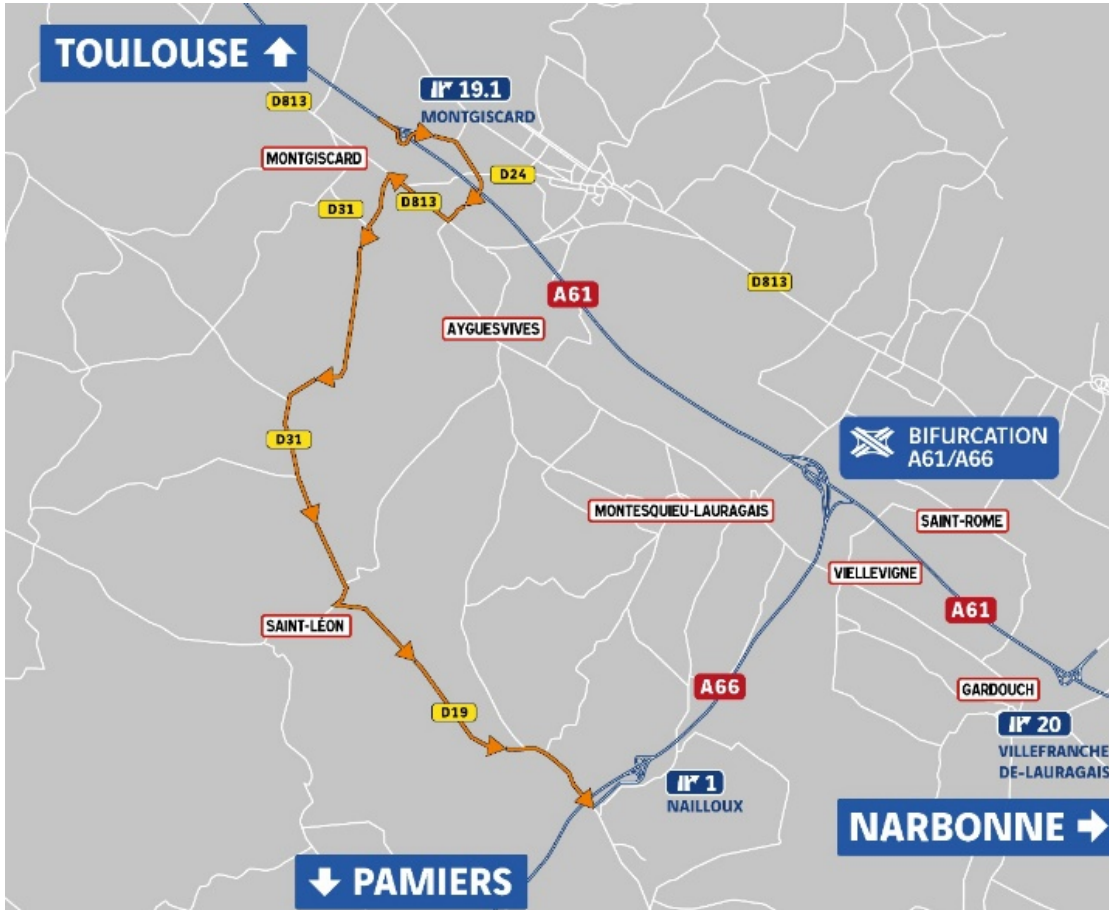 TOULOUSE
D813
19.1
MONTGISCARD
MONTGISCARD
D24
D31
D813
A61
D813
AYGUESVIVES
D31
BIFURCATION
A61/A66
MONTESQUIEU-LAURAGAIS
SAINT-ROME
VIELLEVIGNE
A61
SAINT-LÉON
A66
GARDOUCH
D19
20
VILLEFRANCHE
DE-LAURAGAIS
1
NAILLOUX
NARBONNE
PAMIERS